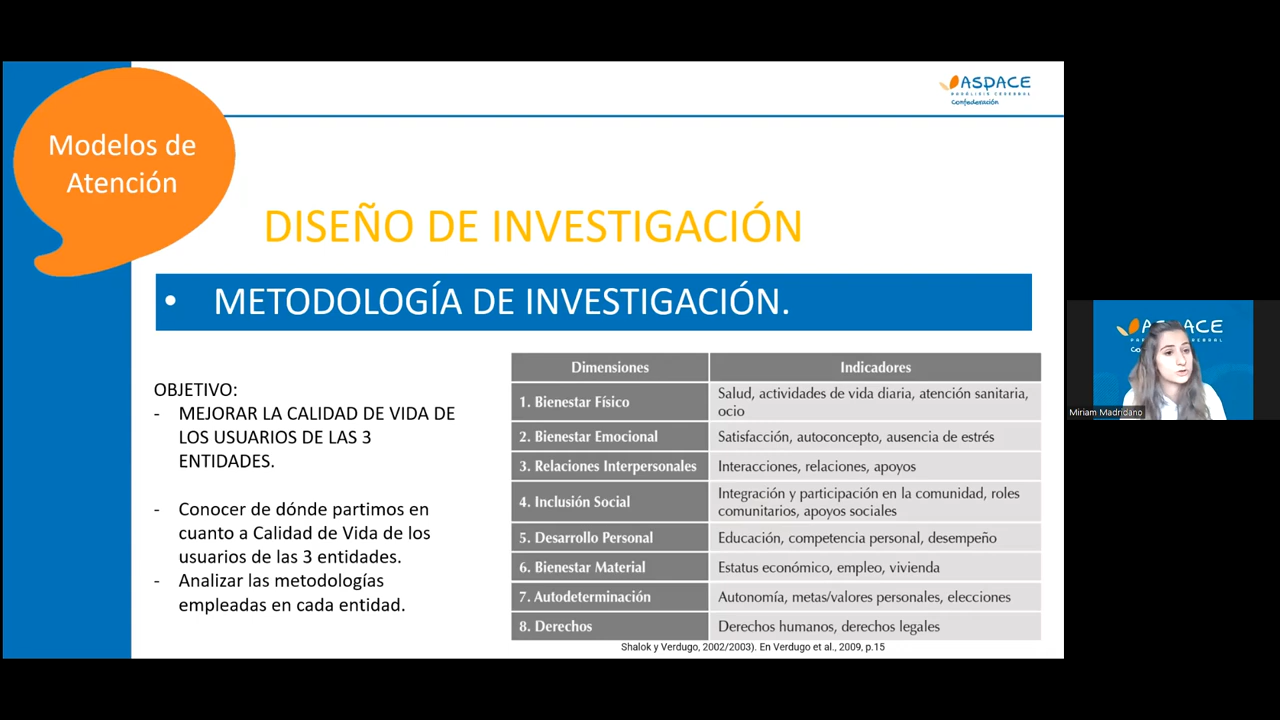 Modelos de
Atención
ASPACE
PARÁLISIS CEREBRAL
Confederación
DISEÑO DE INVESTIGACIÓN
• METODOLOGÍA DE INVESTIGACIÓN.
OBJETIVO:
- MEJORAR LA CALIDAD DE VIDA DE
LOS USUARIOS DE LAS 3
ENTIDADES.
- Conocer de dónde partimos en
cuanto a Calidad de Vida de los
usuarios de las 3 entidades.
- Analizar las metodologías
empleadas en cada entidad.
Dimensiones Indicadores
1. Bienestar Físico Salud, actividades de vida diaria, atención sanitaria,
ocio
2. Bienestar Emocional Satisfacción, autoconcepto, ausencia de estrés
3. Relaciones Interpersonales Interacciones, relaciones, apoyos
4. Inclusión Social Integración y participación en la comunidad, roles
comunitarios, apoyos sociales
5. Desarrollo Personal Educación, competencia personal, desempeño
6. Bienestar Material Estatus económico, empleo, vivienda
7. Autodeterminación Autonomía, metas/valores personales, elecciones
8. Derechos Derechos humanos, derechos legales
Shalok y Verdugo, 2002/2003). En Verdugo et al., 2009, p.15
ASPACE
Miriam Madridano